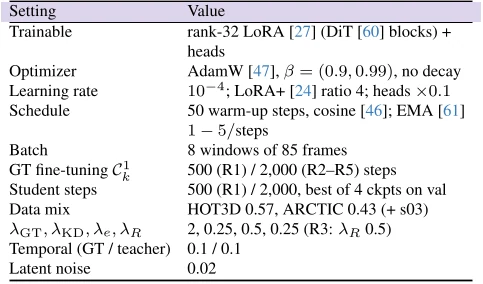 Setting Value
Trainable rank-32 LoRA [27] (DiT [60] blocks) +
heads
Optimizer AdamW [47], β = (0.9, 0.99), no decay
Learning rate 10⁻⁴; LoRA+ [24] ratio 4; heads ×0.1
Schedule 50 warm-up steps, cosine [46]; EMA [61]
1 − 5/steps
Batch 8 windows of 85 frames
GT fine-tuning 𝒞¹ₖ 500 (R1) / 2,000 (R2–R5) steps
Student steps 500 (R1) / 2,000, best of 4 ckpts on val
Data mix HOT3D 0.57, ARCTIC 0.43 (+ s03)
λGT, λKD, λe, λR 2, 0.25, 0.5, 0.25 (R3: λR 0.5)
Temporal (GT / teacher) 0.1 / 0.1
Latent noise 0.02